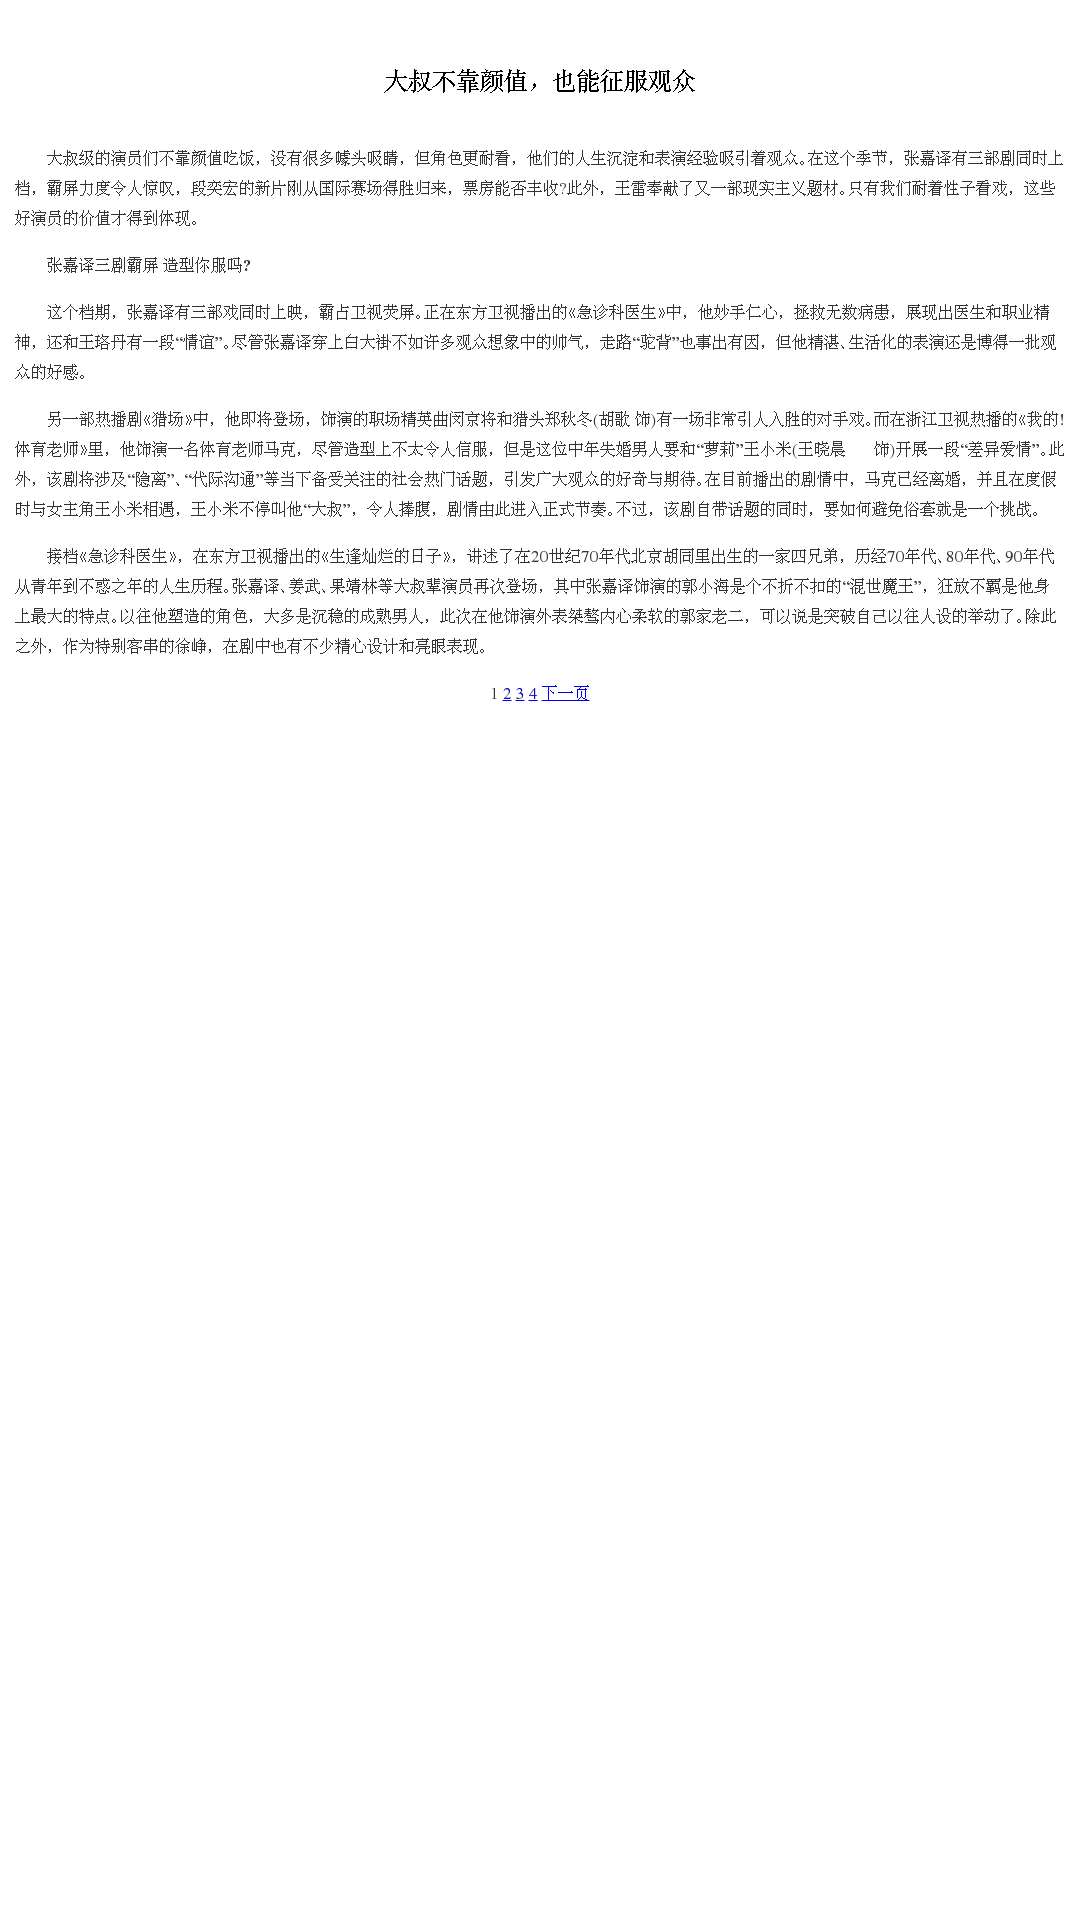 大叔不靠颜值，也能征服观众
大叔级的演员们不靠颜值吃饭，没有很多噱头吸睛，但角色更耐看，他们的人生沉淀和表演经验吸引着观众。在这个季节，张嘉译有三部剧同时上
档，霸屏力度令人惊叹，段奕宏的新片刚从国际赛场得胜归来，票房能否丰收?此外，王雷奉献了又一部现实主义题材。只有我们耐着性子看戏，这些
好演员的价值才得到体现。
张嘉译三剧霸屏 造型你服吗?
这个档期，张嘉译有三部戏同时上映，霸占卫视荧屏。正在东方卫视播出的《急诊科医生》中，他妙手仁心，拯救无数病患，展现出医生和职业精
神，还和王珞丹有一段“情谊”。尽管张嘉译穿上白大褂不如许多观众想象中的帅气，走路“驼背”也事出有因，但他精湛、生活化的表演还是博得一批观
众的好感。
另一部热播剧《猎场》中，他即将登场，饰演的职场精英曲闵京将和猎头郑秋冬(胡歌 饰)有一场非常引人入胜的对手戏。而在浙江卫视热播的《我的!
体育老师》里，他饰演一名体育老师马克，尽管造型上不太令人信服，但是这位中年失婚男人要和“萝莉”王小米(王晓晨 饰)开展一段“差异爱情”。此
外，该剧将涉及“隐离”、“代际沟通”等当下备受关注的社会热门话题，引发广大观众的好奇与期待。在目前播出的剧情中，马克已经离婚，并且在度假
时与女主角王小米相遇，王小米不停叫他“大叔”，令人捧腹，剧情由此进入正式节奏。不过，该剧自带话题的同时，要如何避免俗套就是一个挑战。
接档《急诊科医生》，在东方卫视播出的《生逢灿烂的日子》，讲述了在20世纪70年代北京胡同里出生的一家四兄弟，历经70年代、80年代、90年代
从青年到不惑之年的人生历程。张嘉译、姜武、果靖林等大叔辈演员再次登场，其中张嘉译饰演的郭小海是个不折不扣的“混世魔王”，狂放不羁是他身
上最大的特点。以往他塑造的角色，大多是沉稳的成熟男人，此次在他饰演外表桀骜内心柔软的郭家老二，可以说是突破自己以往人设的举动了。除此
之外，作为特别客串的徐峥，在剧中也有不少精心设计和亮眼表现。
1 2 3 4 下一页